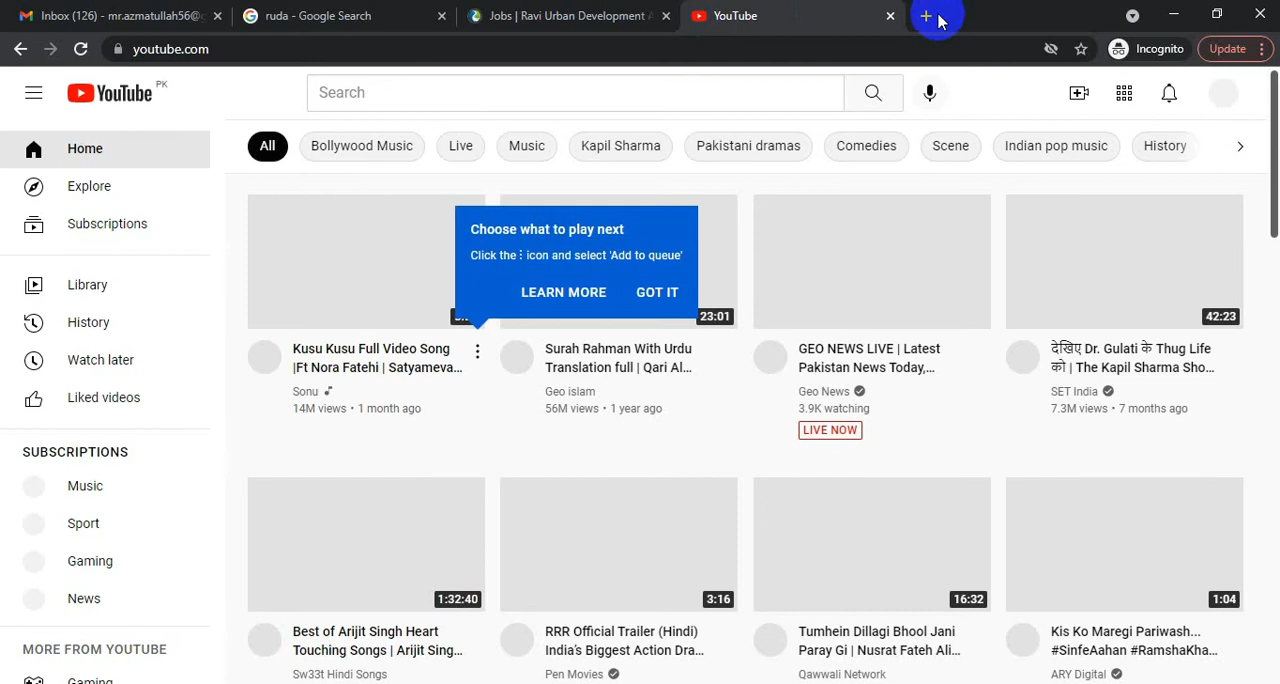 Inbox (126) - mr.azmatullah56@g
ruda - Google Search
Jobs | Ravi Urban Development A
YouTube
youtube.com
Incognito
Update
YouTube PK
Search
Home
Explore
Subscriptions
Library
History
Watch later
Liked videos
SUBSCRIPTIONS
Music
Sport
Gaming
News
MORE FROM YOUTUBE
Gaming
All
Bollywood Music
Live
Music
Kapil Sharma
Pakistani dramas
Comedies
Scene
Indian pop music
History
Choose what to play next
Click the ⋮ icon and select 'Add to queue'
LEARN MORE
GOT IT
23:01
42:23
Kusu Kusu Full Video Song
|Ft Nora Fatehi | Satyameva...
Sonu 🎵
14M views • 1 month ago
Surah Rahman With Urdu
Translation full | Qari Al...
Geo islam
56M views • 1 year ago
GEO NEWS LIVE | Latest
Pakistan News Today,...
Geo News
3.9K watching
LIVE NOW
देखिए Dr. Gulati के Thug Life
को | The Kapil Sharma Sho...
SET India
7.3M views • 7 months ago
1:32:40
3:16
16:32
1:04
Best of Arijit Singh Heart
Touching Songs | Arijit Sing...
Sw33t Hindi Songs
RRR Official Trailer (Hindi)
India's Biggest Action Dra...
Pen Movies
Tumhein Dillagi Bhool Jani
Paray Gi | Nusrat Fateh Ali...
Qawwali Network
Kis Ko Maregi Pariwash...
#SinfeAahan #RamshaKha...
ARY Digital